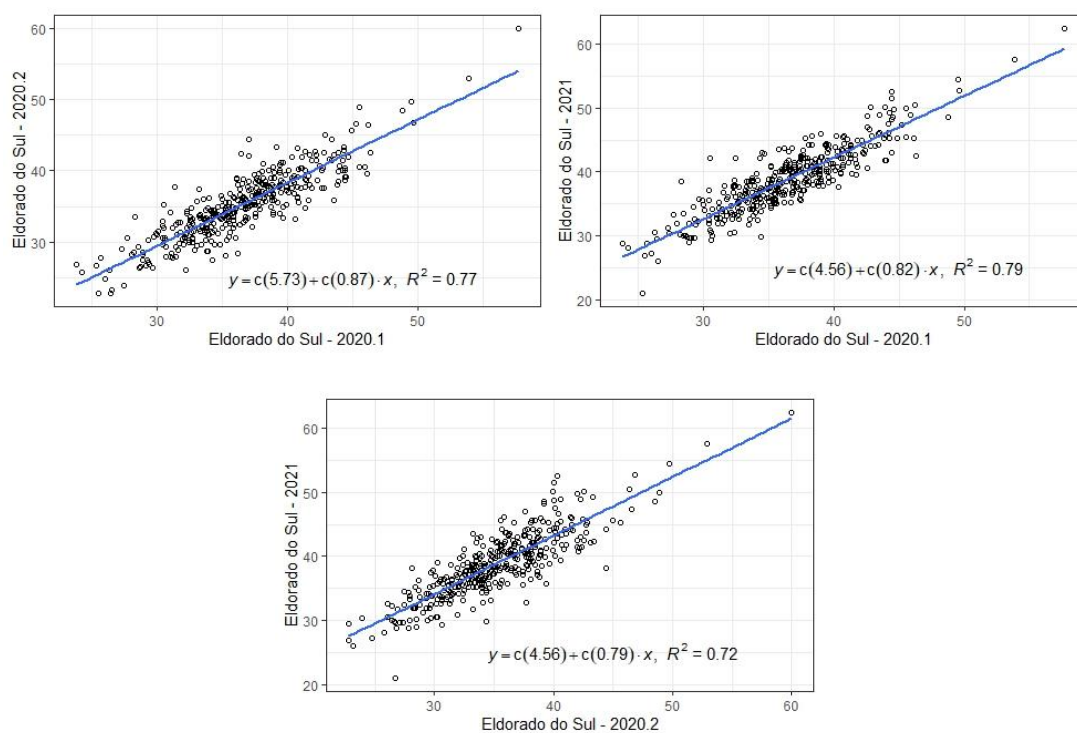 60
50
40
30
Eldorado do Sul - 2020.2
y = c(5.73) + c(0.87) · x, R² = 0.77
30 40 50
Eldorado do Sul - 2020.1
60
50
40
30
20
Eldorado do Sul - 2021
y = c(4.56) + c(0.82) · x, R² = 0.79
30 40 50
Eldorado do Sul - 2020.1
60
50
40
30
20
Eldorado do Sul - 2021
y = c(4.56) + c(0.79) · x, R² = 0.72
30 40 50 60
Eldorado do Sul - 2020.2